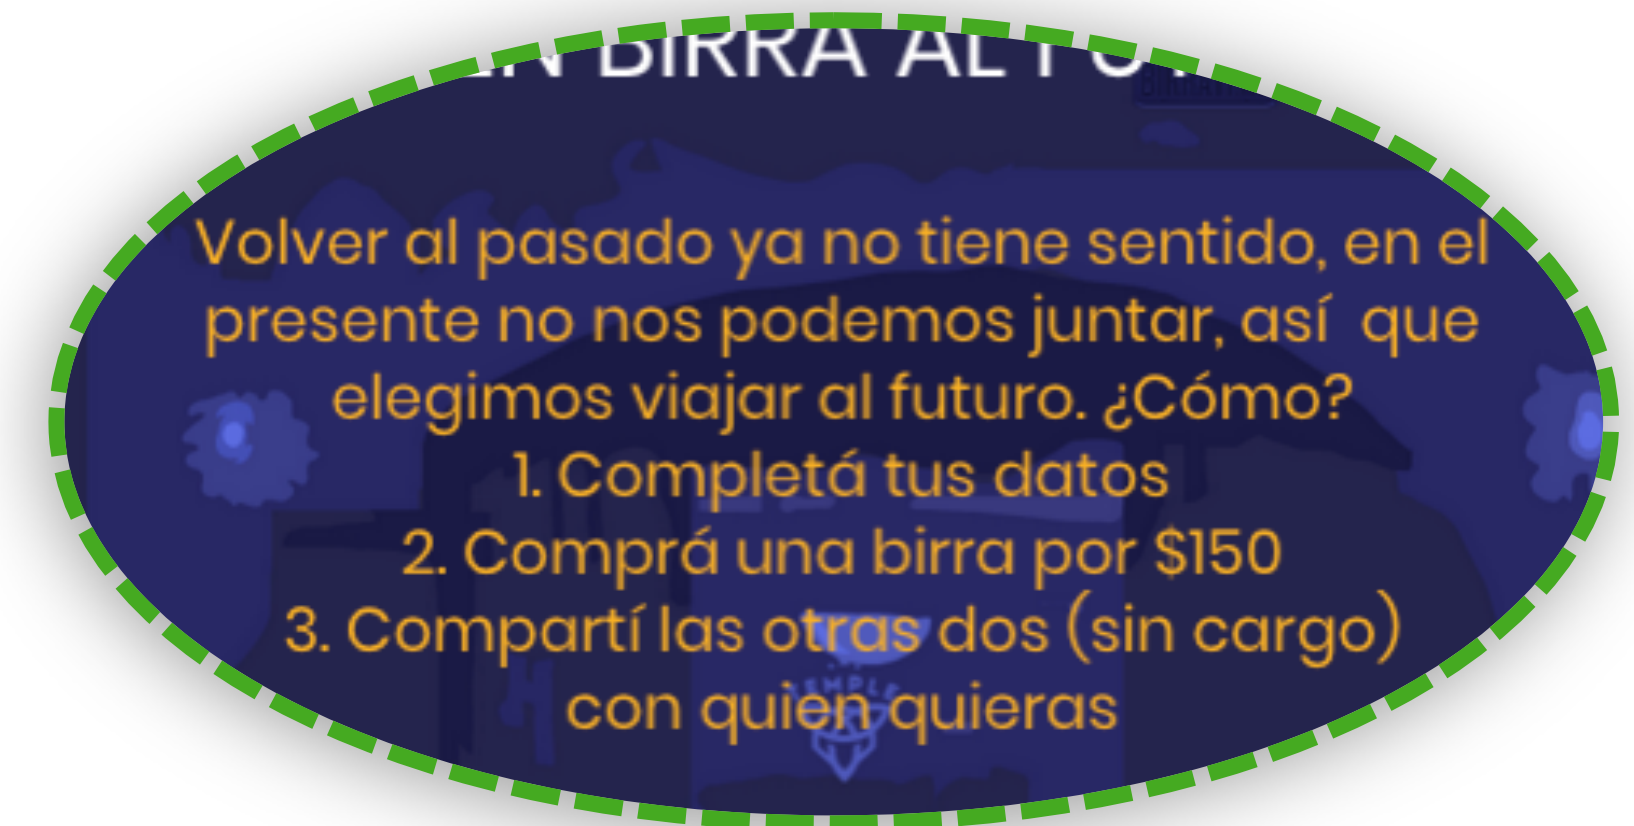 BIRRA AL
Volver al pasado ya no tiene sentido, en el
presente no nos podemos juntar, así que
elegimos viajar al futuro. ¿Cómo?
1. Completá tus datos
2. Comprá una birra por $150
3. Compartí las otras dos (sin cargo)
TEMPLE
con quien quieras